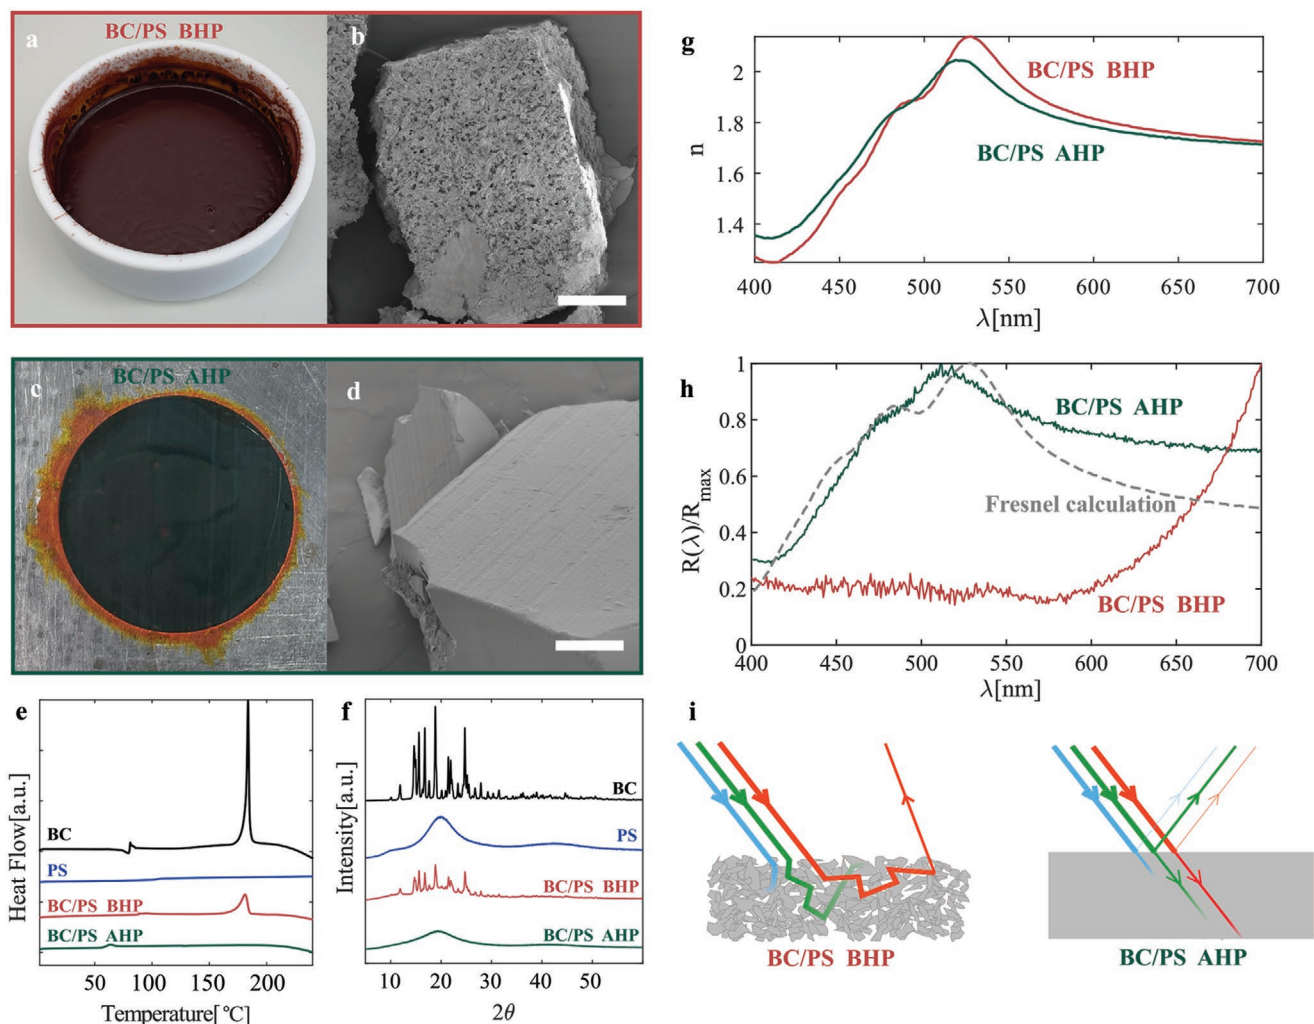 a
BC/PS BHP
b
c
BC/PS AHP
d
e
Heat Flow[a.u.]
BC
PS
BC/PS BHP
BC/PS AHP
50 100 150 200
Temperature[℃]
f
Intensity[a.u.]
BC
PS
BC/PS BHP
BC/PS AHP
10 20 30 40 50
2θ
g
n
2
1.8
1.6
1.4
BC/PS BHP
BC/PS AHP
400 450 500 550 600 650 700
λ[nm]
h
R(λ)/Rmax
1
0.8
0.6
0.4
0.2
0
BC/PS AHP
Fresnel calculation
BC/PS BHP
400 450 500 550 600 650 700
λ[nm]
i
BC/PS BHP
BC/PS AHP